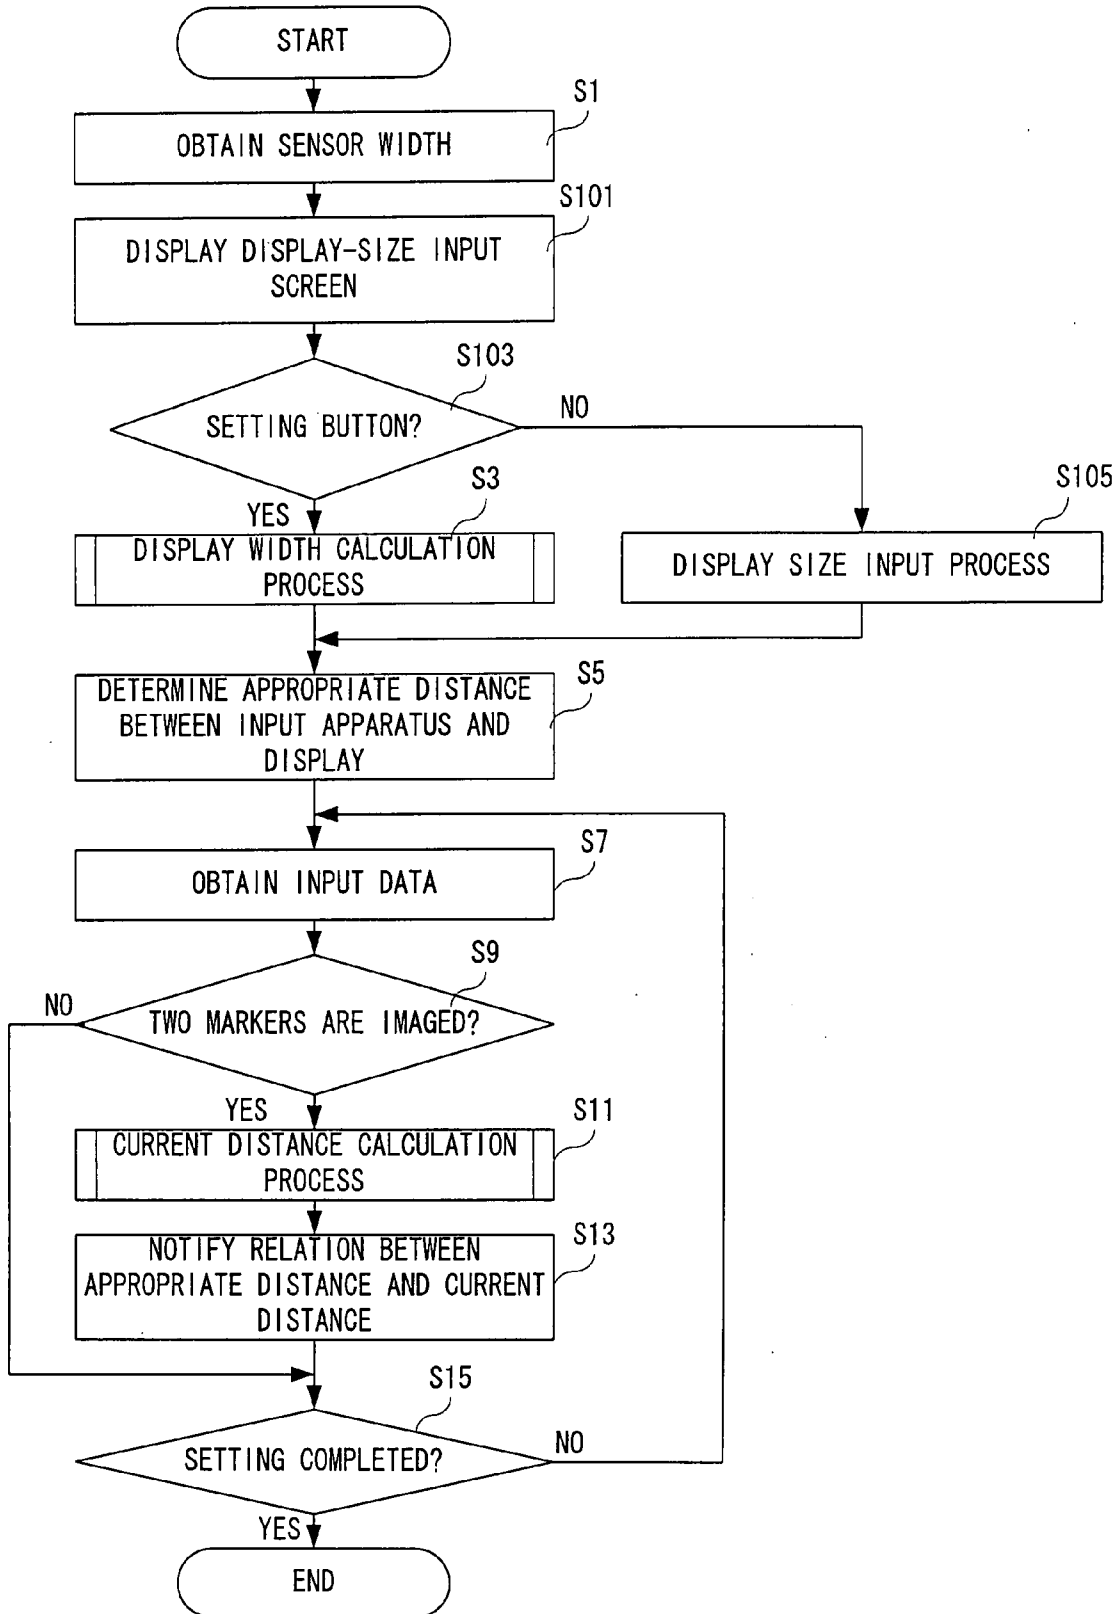 START
S1
OBTAIN SENSOR WIDTH
S101
DISPLAY DISPLAY-SIZE INPUT
SCREEN
S103
SETTING BUTTON?
NO
YES
S3
DISPLAY WIDTH CALCULATION
PROCESS
S105
DISPLAY SIZE INPUT PROCESS
S5
DETERMINE APPROPRIATE DISTANCE
BETWEEN INPUT APPARATUS AND
DISPLAY
S7
OBTAIN INPUT DATA
S9
NO
TWO MARKERS ARE IMAGED?
YES
S11
CURRENT DISTANCE CALCULATION
PROCESS
S13
NOTIFY RELATION BETWEEN
APPROPRIATE DISTANCE AND CURRENT
DISTANCE
S15
SETTING COMPLETED?
NO
YES
END